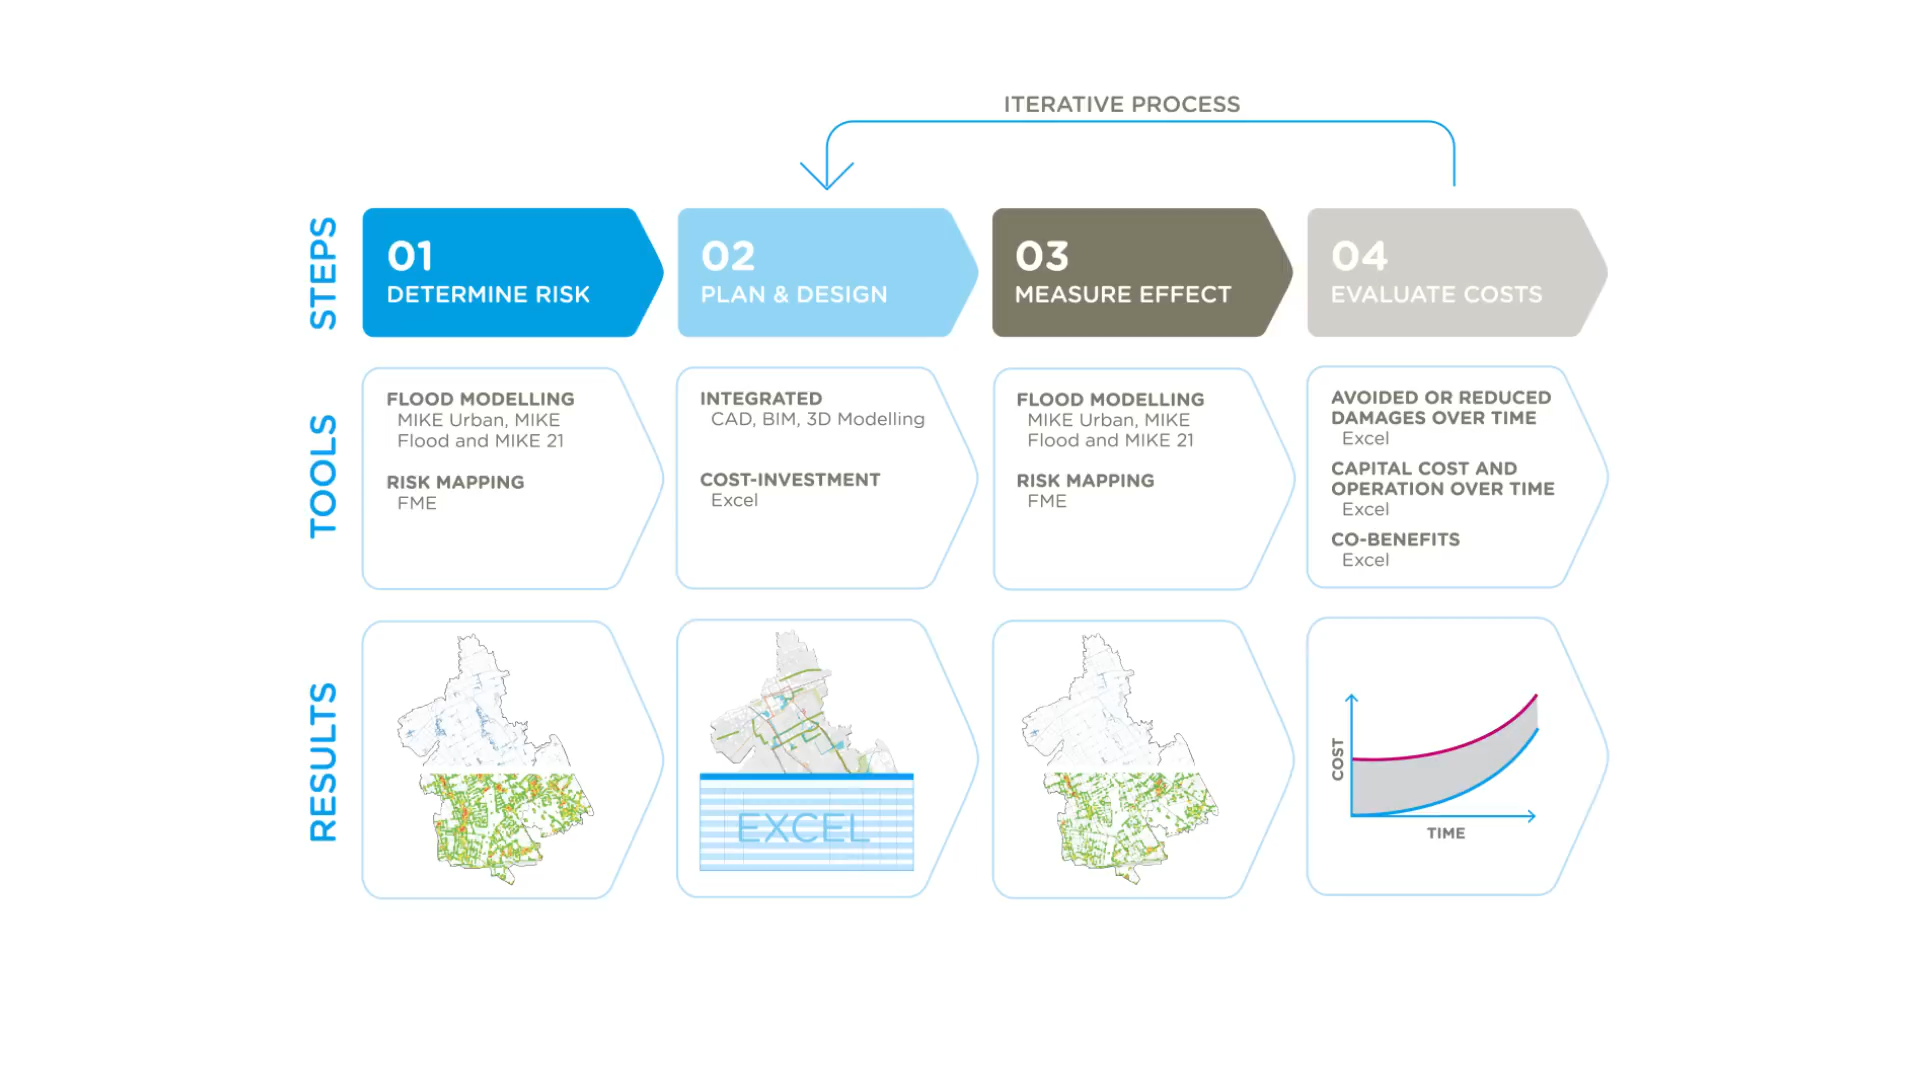 ITERATIVE PROCESS
STEPS
01
DETERMINE RISK
02
PLAN & DESIGN
03
MEASURE EFFECT
04
EVALUATE COSTS
TOOLS
FLOOD MODELLING
MIKE Urban, MIKE
Flood and MIKE 21
RISK MAPPING
FME
INTEGRATED
CAD, BIM, 3D Modelling
COST-INVESTMENT
Excel
FLOOD MODELLING
MIKE Urban, MIKE
Flood and MIKE 21
RISK MAPPING
FME
AVOIDED OR REDUCED
DAMAGES OVER TIME
Excel
CAPITAL COST AND
OPERATION OVER TIME
Excel
CO-BENEFITS
Excel
RESULTS
EXCEL
COST
TIME